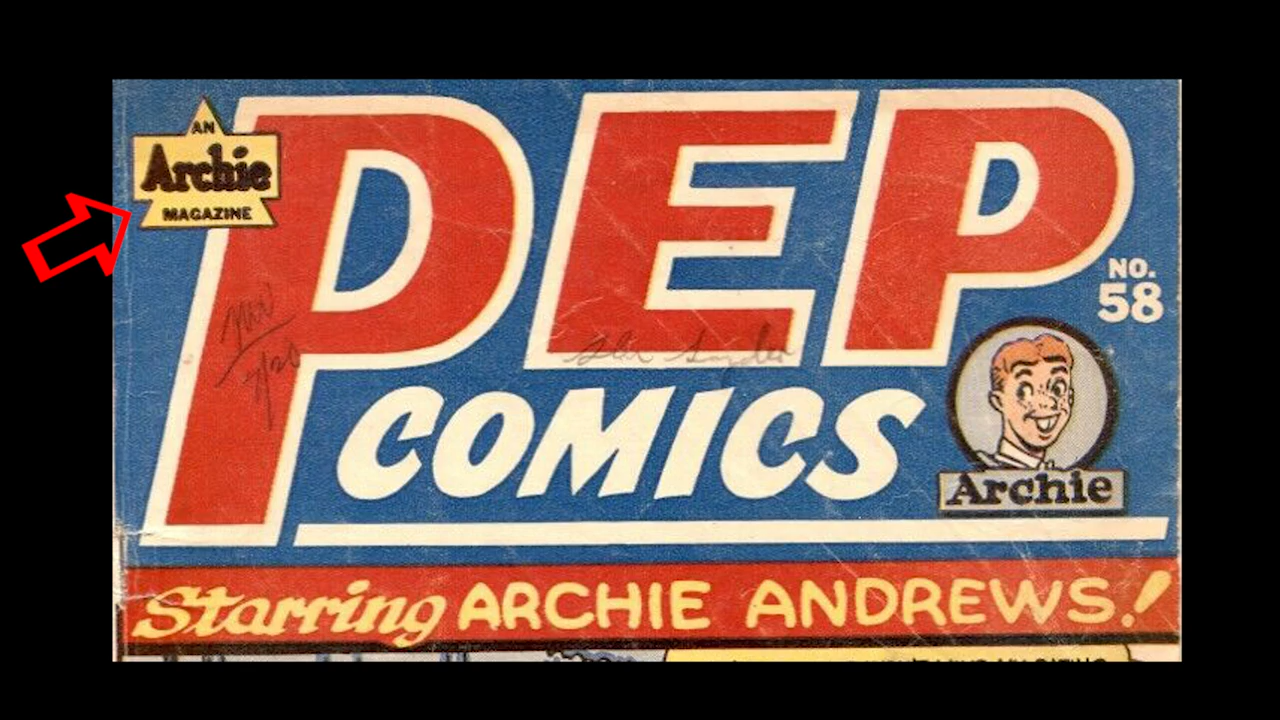 AN
Archie
MAGAZINE
PEP
COMICS
NO.
58
Archie
Starring ARCHIE ANDREWS!